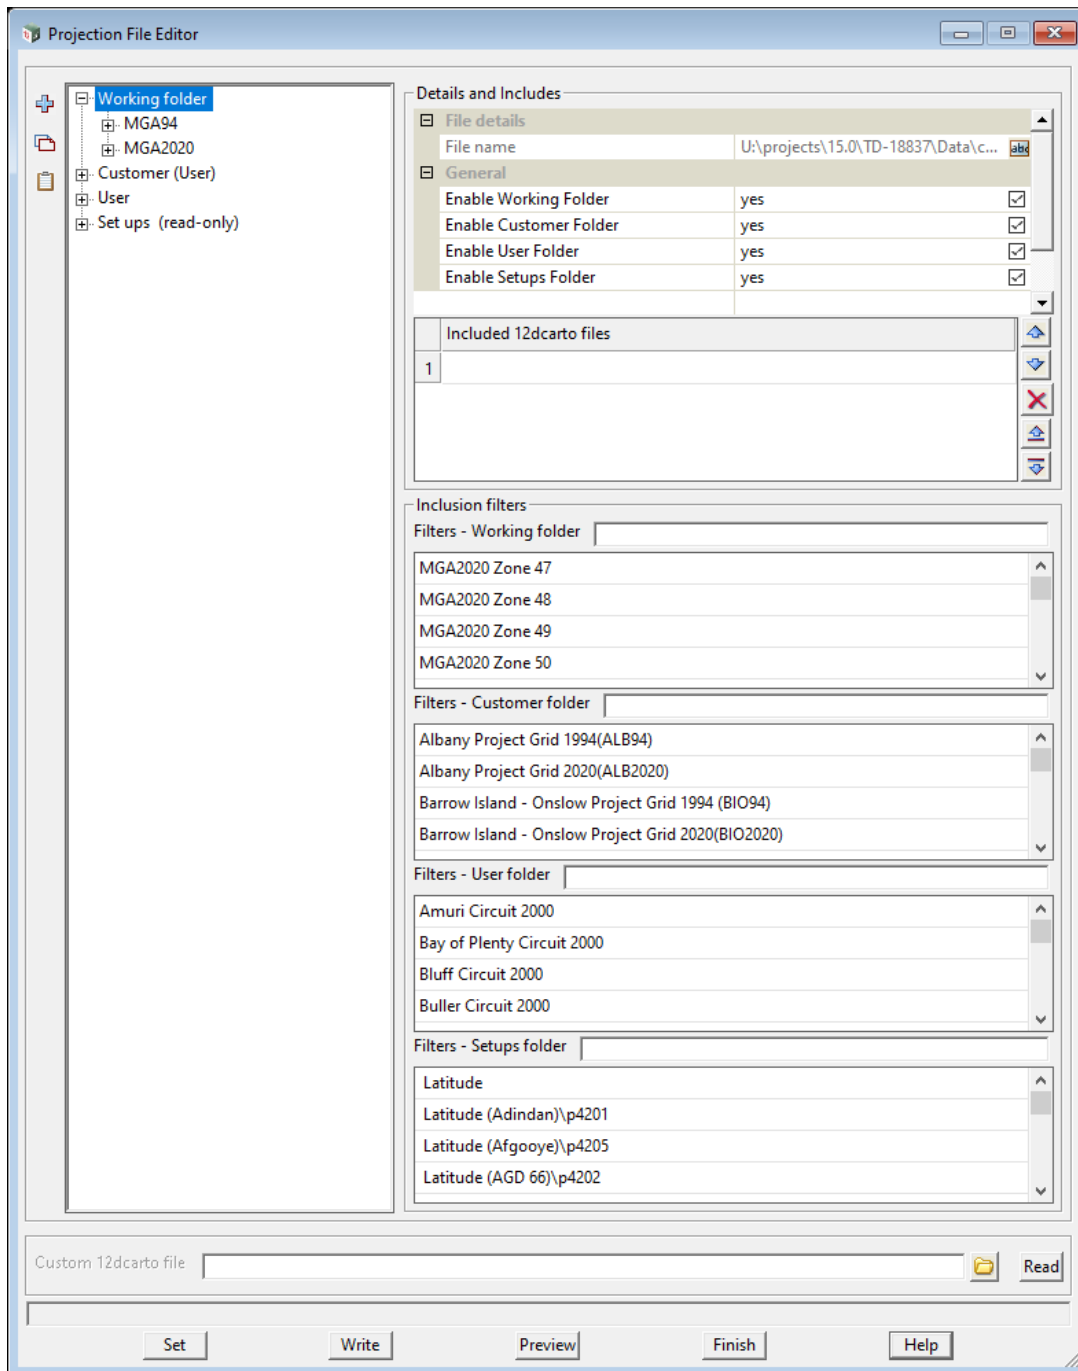 Projection File Editor
Working folder
MGA94
MGA2020
Customer (User)
User
Set ups (read-only)
Details and Includes
File details
File name U:\projects\15.0\TD-18837\Data\c... abc
General
Enable Working Folder yes
Enable Customer Folder yes
Enable User Folder yes
Enable Setups Folder yes
Included 12dcarto files
1
Inclusion filters
Filters - Working folder
MGA2020 Zone 47
MGA2020 Zone 48
MGA2020 Zone 49
MGA2020 Zone 50
Filters - Customer folder
Albany Project Grid 1994(ALB94)
Albany Project Grid 2020(ALB2020)
Barrow Island - Onslow Project Grid 1994 (BIO94)
Barrow Island - Onslow Project Grid 2020(BIO2020)
Filters - User folder
Amuri Circuit 2000
Bay of Plenty Circuit 2000
Bluff Circuit 2000
Buller Circuit 2000
Filters - Setups folder
Latitude
Latitude (Adindan)\p4201
Latitude (Afgooye)\p4205
Latitude (AGD 66)\p4202
Custom 12dcarto file Read
Set Write Preview Finish Help